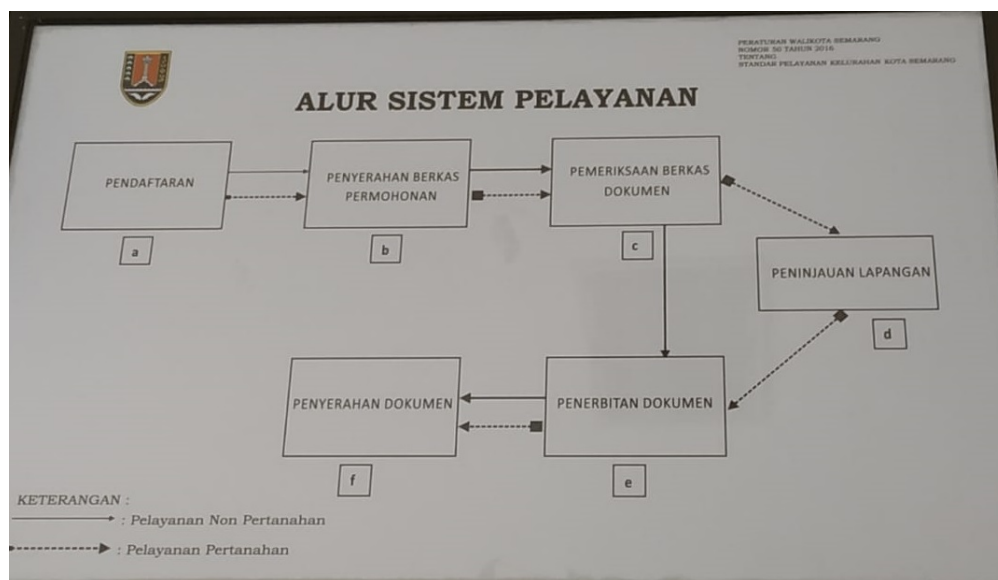 PERATURAN WALIKOTA SEMARANG
NOMOR 50 TAHUN 2016
TENTANG
STANDAR PELAYANAN KELURAHAN KOTA SEMARANG
ALUR SISTEM PELAYANAN
PENDAFTARAN
a
PENYERAHAN BERKAS
PERMOHONAN
b
PEMERIKSAAN BERKAS
DOKUMEN
c
PENINJAUAN LAPANGAN
d
PENERBITAN DOKUMEN
e
PENYERAHAN DOKUMEN
f
KETERANGAN :
: Pelayanan Non Pertanahan
: Pelayanan Pertanahan